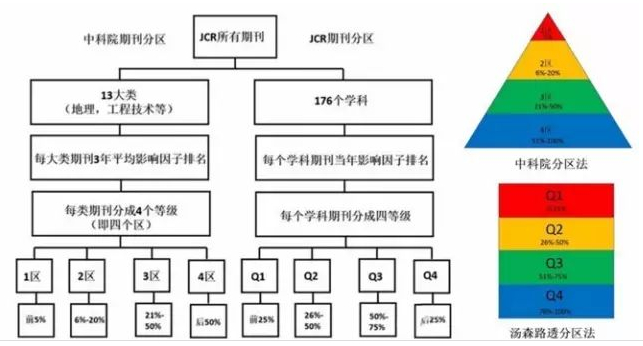 中科院期刊分区
JCR所有期刊
JCR期刊分区
13大类
（地理，工程技术等）
176个学科
每大类期刊3年平均影响因子排名
每个学科期刊当年影响因子排名
每类期刊分成4个等级
（即四个区）
每个学科期刊分成四等级
1区
2区
3区
4区
Q1
Q2
Q3
Q4
前5%
6%-20%
21%-
50%
后50%
前25%
26%-
50%
50%-
75%
后25%
2区
6%-20%
3区
21%-50%
4区
51%-100%
中科院分区法
Q1
Q2
26%-50%
Q3
51%-75%
Q4
76%-100%
汤森路透分区法